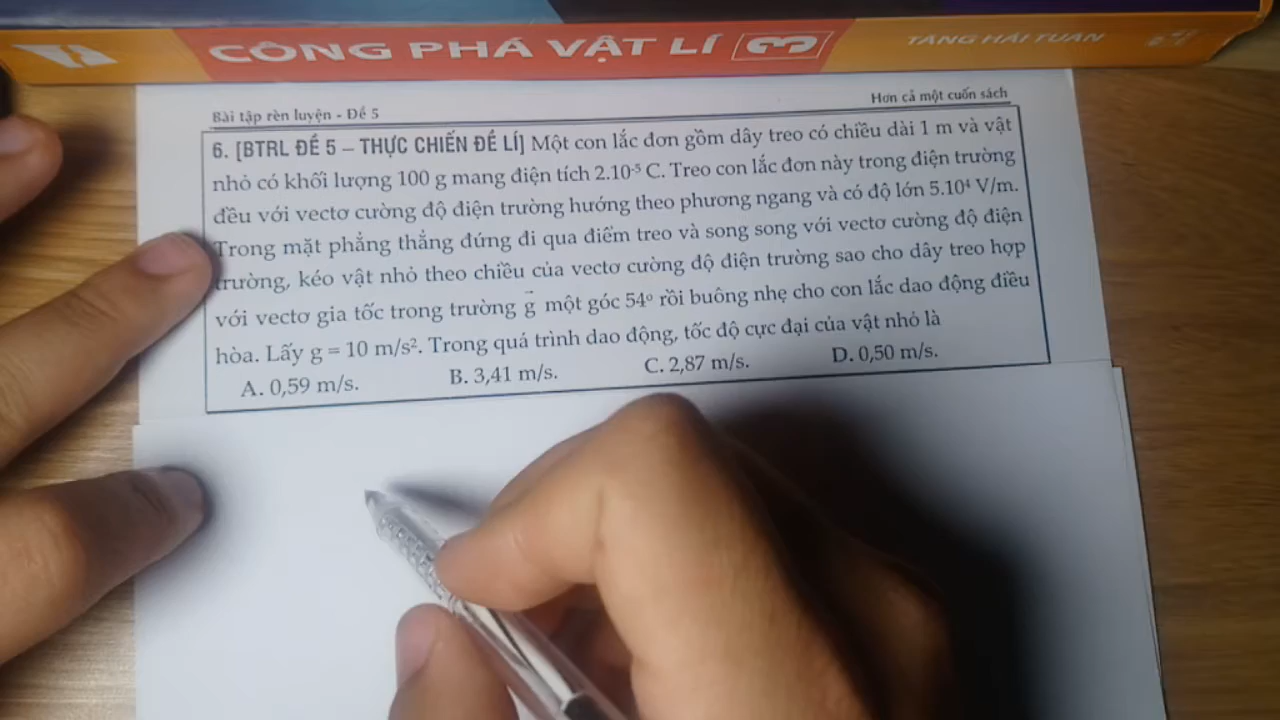 CÔNG PHÁ VẬT LÍ 3 TĂNG HẢI TUẤN
Bài tập rèn luyện - Đề 5 Hơn cả một cuốn sách
6. [BTRL ĐỀ 5 – THỰC CHIẾN ĐỀ LÍ] Một con lắc đơn gồm dây treo có chiều dài 1 m và vật
nhỏ có khối lượng 100 g mang điện tích 2.10⁻⁵ C. Treo con lắc đơn này trong điện trường
đều với vectơ cường độ điện trường hướng theo phương ngang và có độ lớn 5.10⁴ V/m.
Trong mặt phẳng thẳng đứng đi qua điểm treo và song song với vectơ cường độ điện
trường, kéo vật nhỏ theo chiều của vectơ cường độ điện trường sao cho dây treo hợp
với vectơ gia tốc trong trường g⃗ một góc 54° rồi buông nhẹ cho con lắc dao động điều
hòa. Lấy g = 10 m/s². Trong quá trình dao động, tốc độ cực đại của vật nhỏ là
A. 0,59 m/s. B. 3,41 m/s. C. 2,87 m/s. D. 0,50 m/s.